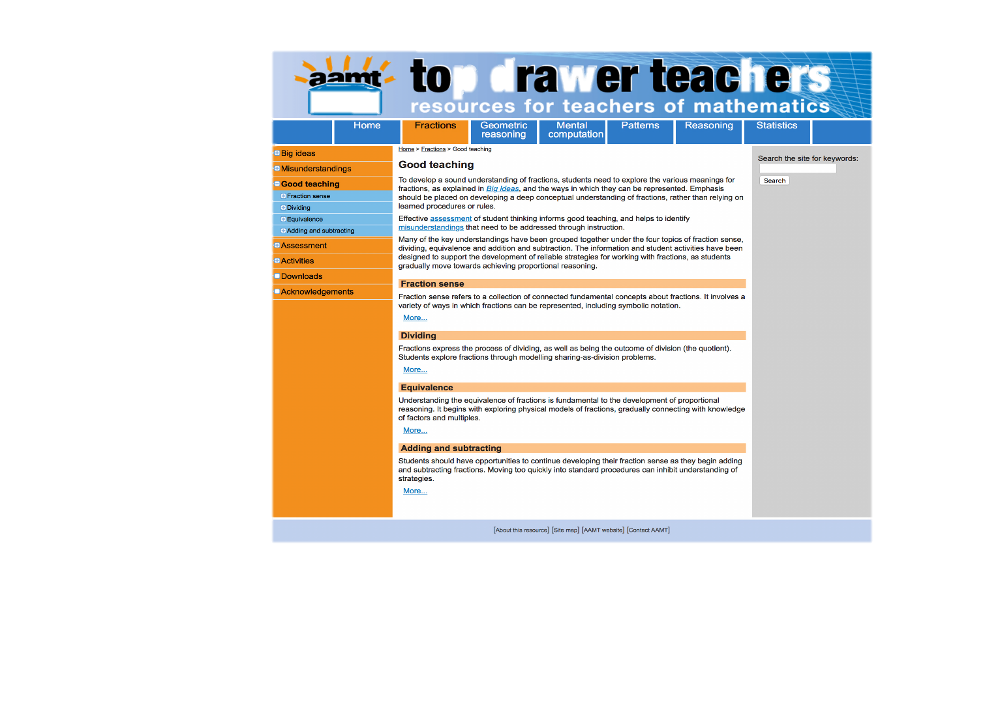 aamt
top drawer teachers
resources for teachers of mathematics
Home
Fractions
Geometric
reasoning
Mental
computation
Patterns
Reasoning
Statistics
Big ideas
Misunderstandings
Good teaching
Fraction sense
Dividing
Equivalence
Adding and subtracting
Assessment
Activities
Downloads
Acknowledgements
Home > Fractions > Good teaching
Good teaching
To develop a sound understanding of fractions, students need to explore the various meanings for
fractions, as explained in Big Ideas, and the ways in which they can be represented. Emphasis
should be placed on developing a deep conceptual understanding of fractions, rather than relying on
learned procedures or rules.
Effective assessment of student thinking informs good teaching, and helps to identify
misunderstandings that need to be addressed through instruction.
Many of the key understandings have been grouped together under the four topics of fraction sense,
dividing, equivalence and addition and subtraction. The information and student activities have been
designed to support the development of reliable strategies for working with fractions, as students
gradually move towards achieving proportional reasoning.
Fraction sense
Fraction sense refers to a collection of connected fundamental concepts about fractions. It involves a
variety of ways in which fractions can be represented, including symbolic notation.
More...
Dividing
Fractions express the process of dividing, as well as being the outcome of division (the quotient).
Students explore fractions through modelling sharing-as-division problems.
More...
Equivalence
Understanding the equivalence of fractions is fundamental to the development of proportional
reasoning. It begins with exploring physical models of fractions, gradually connecting with knowledge
of factors and multiples.
More...
Adding and subtracting
Students should have opportunities to continue developing their fraction sense as they begin adding
and subtracting fractions. Moving too quickly into standard procedures can inhibit understanding of
strategies.
More...
Search the site for keywords:
Search
[About this resource] [Site map] [AAMT website] [Contact AAMT]